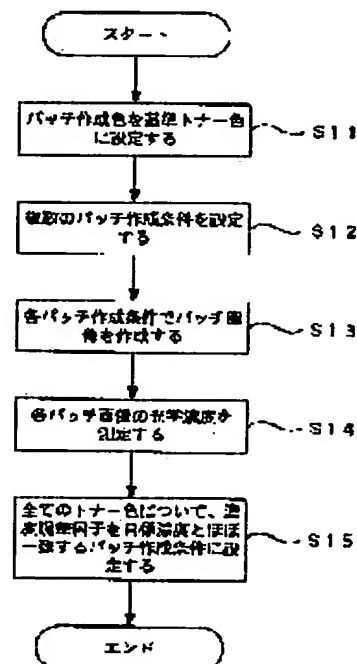 スタート
パッチ作成色を基準トナー色
に設定する
S11
複数のパッチ作成条件を設定
する
S12
各パッチ作成条件でパッチ画
像を作成する
S13
各パッチ画像の光学濃度を
測定する
S14
全てのトナー色について、濃
度調整因子を目標濃度とほぼ
一致するパッチ作成条件に設
定する
S15
エンド